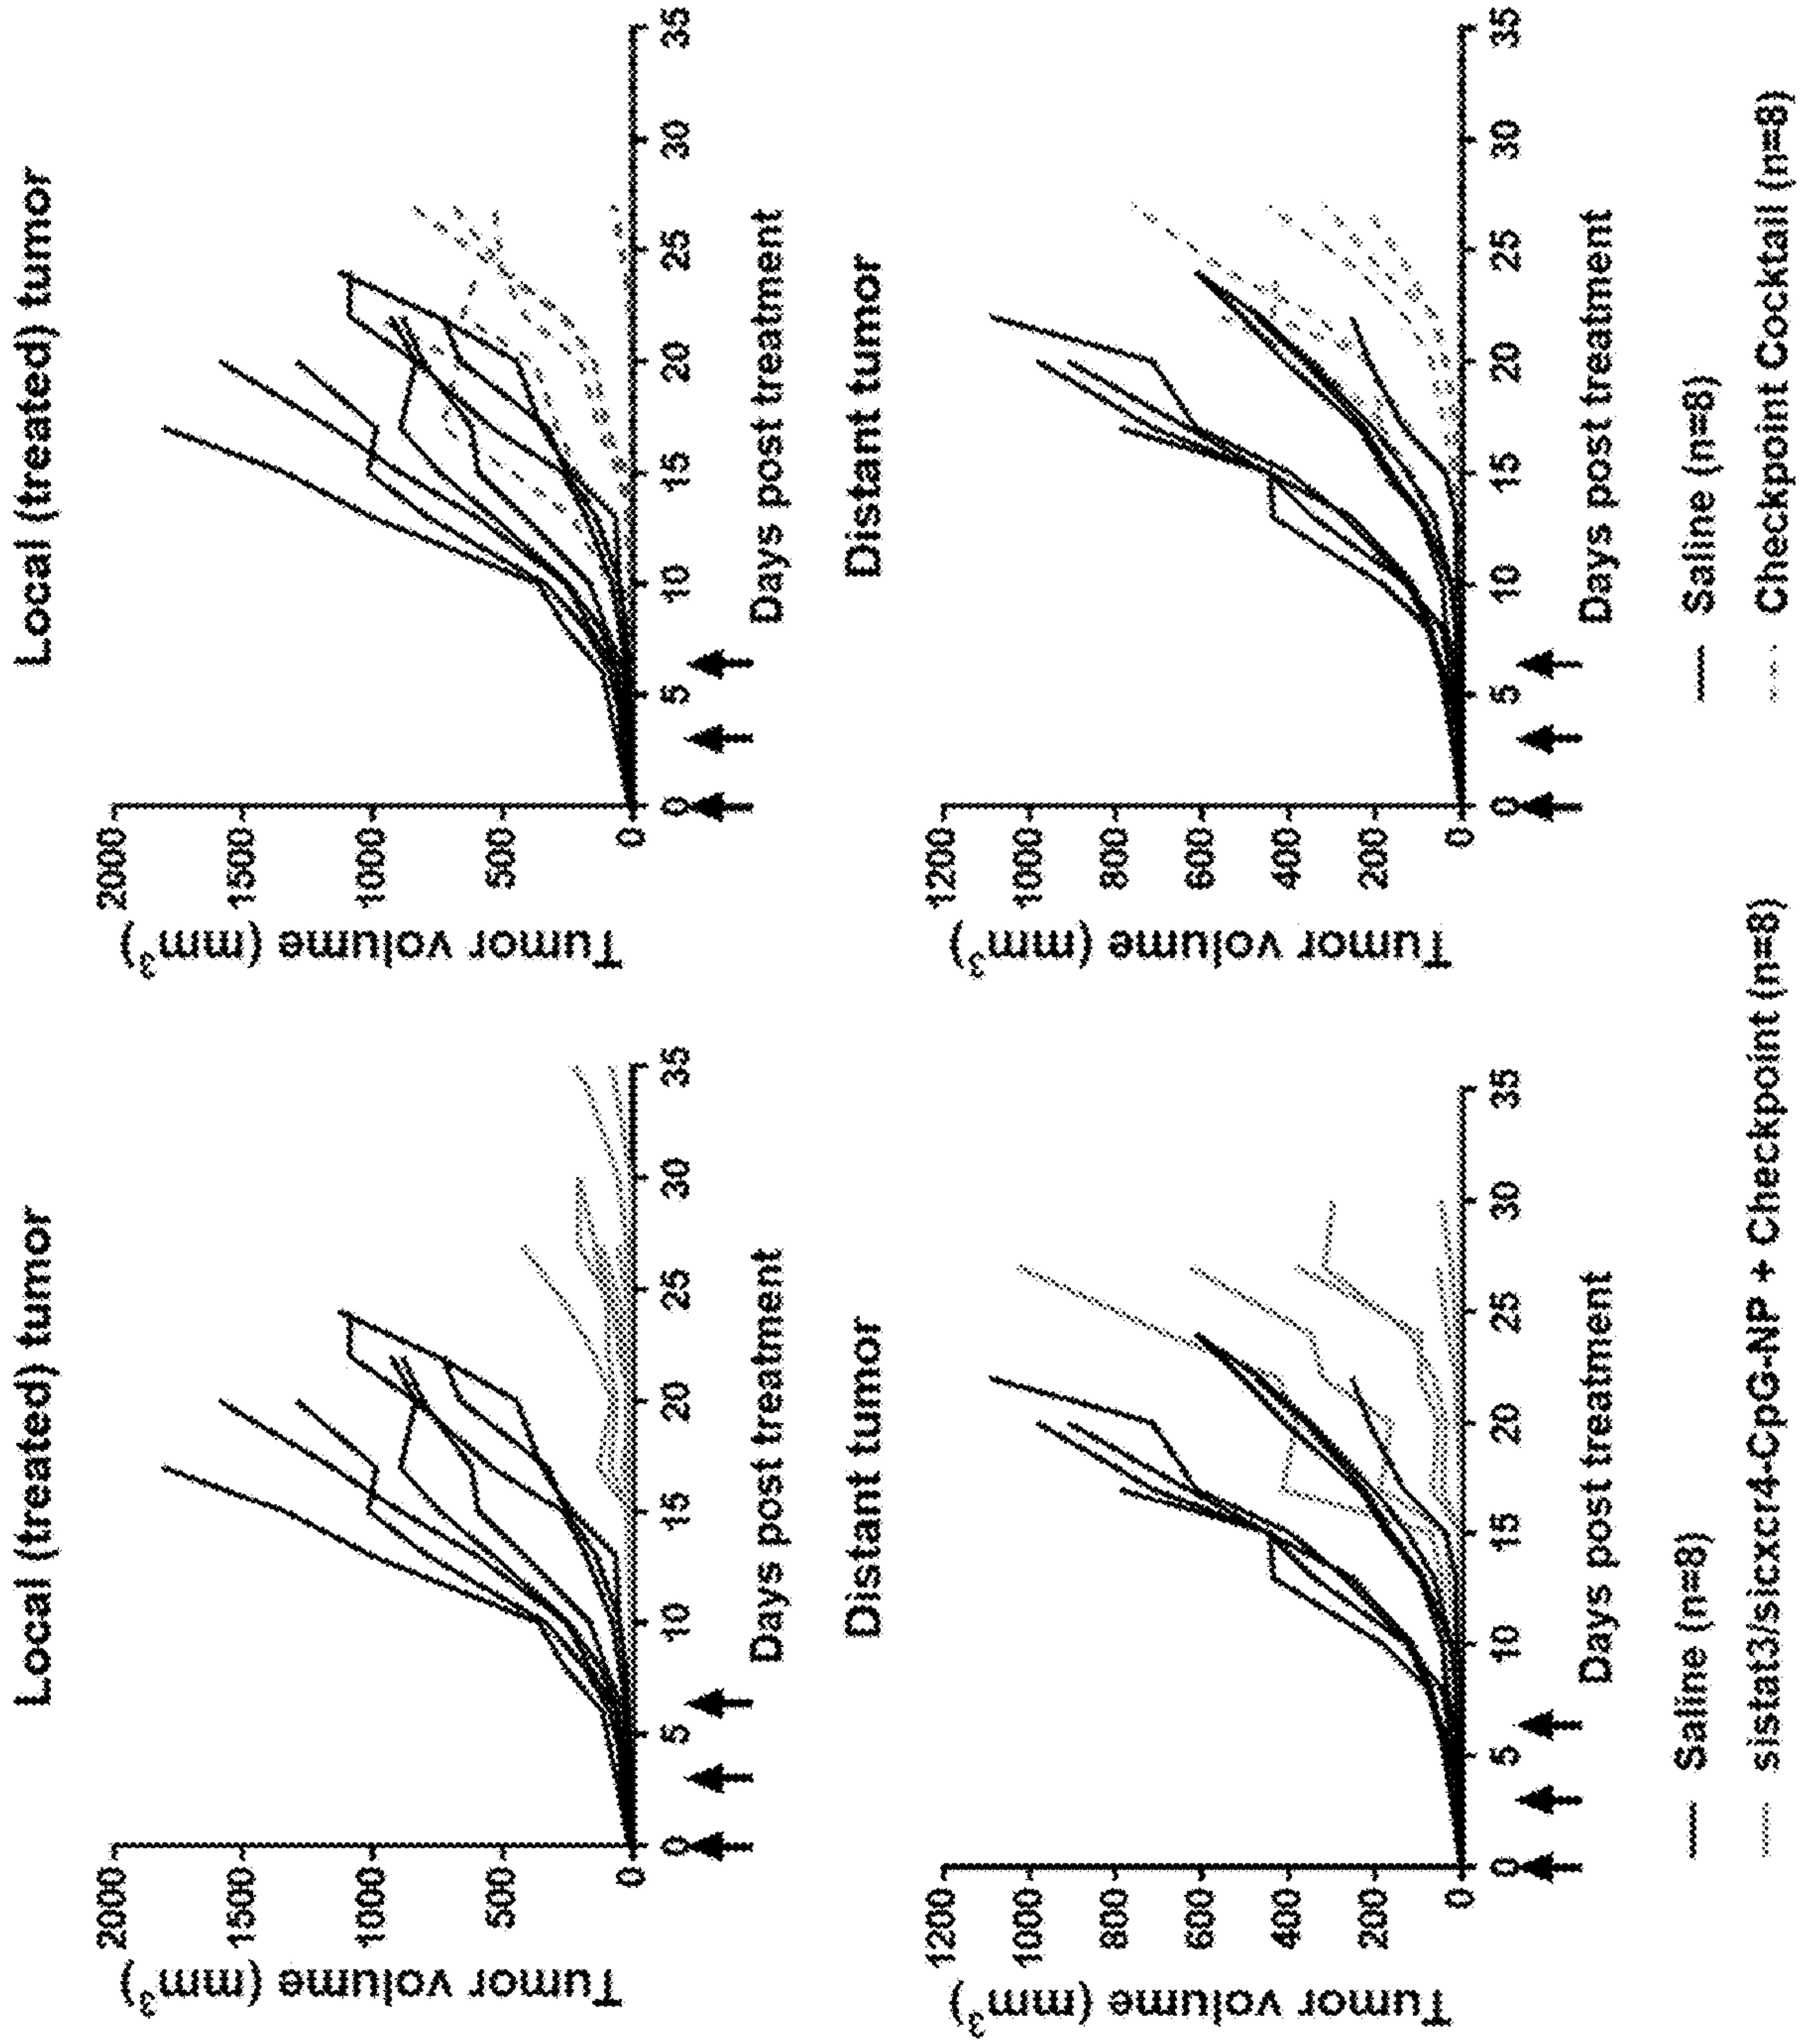 Local (treated) tumor
Tumor volume (mm3)
2000
1500
1000
500
0
0 5 10 15 20 25 30 35
Days post treatment
Local (treated) tumor
Tumor volume (mm3)
2000
1500
1000
500
0
0 5 10 15 20 25 30 35
Days post treatment
Distant tumor
Tumor volume (mm3)
1200
1000
800
600
400
200
0
0 5 10 15 20 25 30 35
Days post treatment
Distant tumor
Tumor volume (mm3)
1200
1000
800
600
400
200
0
0 5 10 15 20 25 30 35
Days post treatment
Saline (n=8)
sistat3/sicxcr4-CpG-NP + Checkpoint (n=8)
Saline (n=8)
Checkpoint Cocktail (n=8)